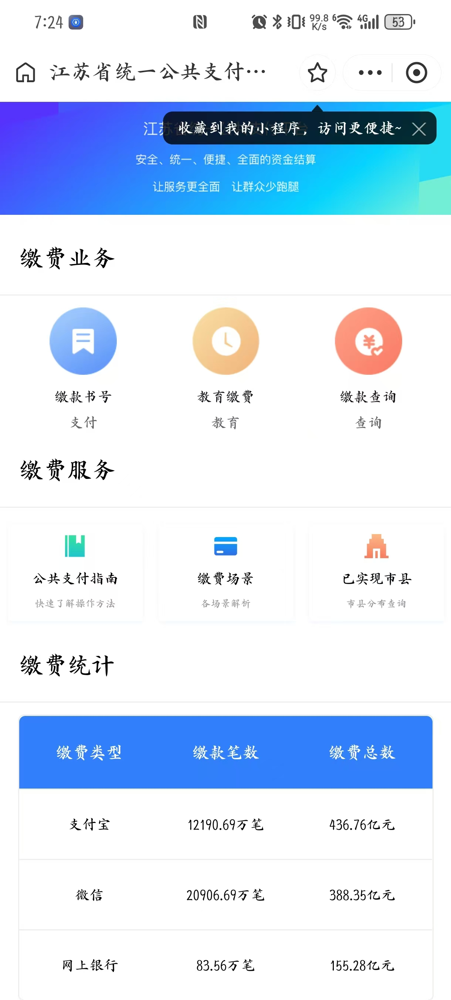 7:24
99.8 K/s
6
4G
53
江苏省统一公共支付…
收藏到我的小程序，访问更便捷~
安全、统一、便捷、全面的资金结算
让服务更全面 让群众少跑腿
缴费业务
缴款书号 教育缴费 缴款查询
支付 教育 查询
缴费服务
公共支付指南 缴费场景 已实现市县
快速了解操作方法 各场景解析 市县分布查询
缴费统计
缴费类型 缴款笔数 缴费总数
支付宝 12190.69万笔 436.76亿元
微信 20906.69万笔 388.35亿元
网上银行 83.56万笔 155.28亿元